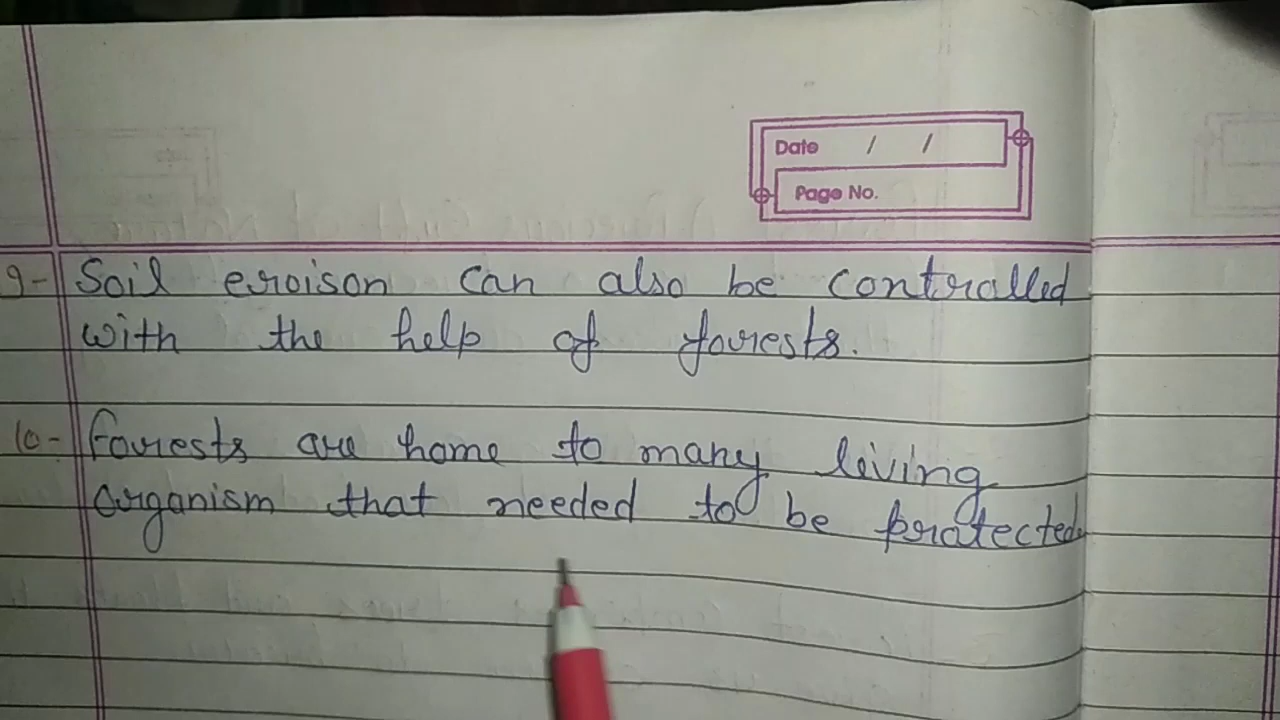 Date / /
Page No.
9- Soil eroison can also be controlled
with the help of forests.
10- Forests are home to many living
organism that needed to be protected.